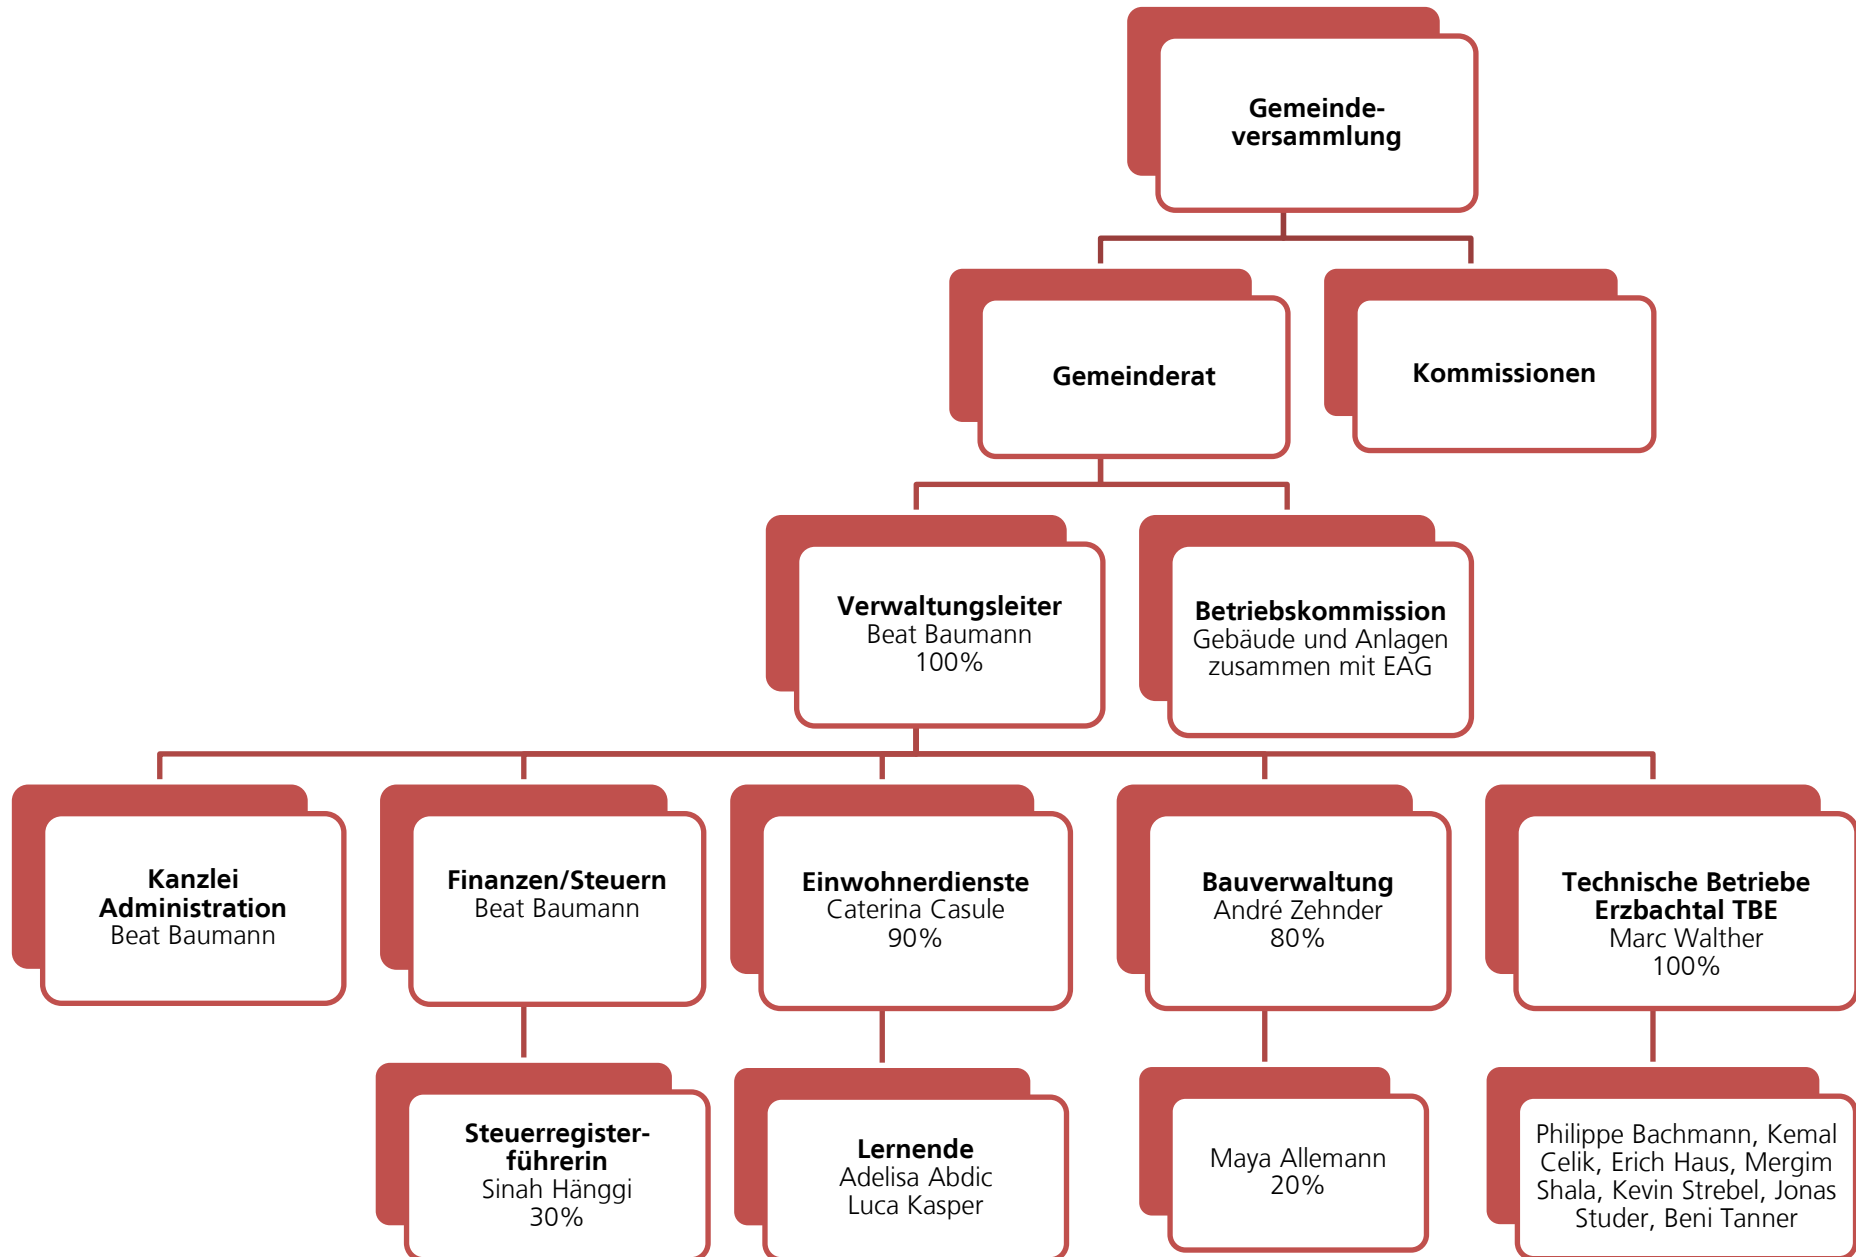 Gemeinde-
versammlung
Gemeinderat
Kommissionen
Verwaltungsleiter
Beat Baumann
100%
Betriebskommission
Gebäude und Anlagen
zusammen mit EAG
Kanzlei
Administration
Beat Baumann
Finanzen/Steuern
Beat Baumann
Einwohnerdienste
Caterina Casule
90%
Bauverwaltung
André Zehnder
80%
Technische Betriebe
Erzbachtal TBE
Marc Walther
100%
Steuerregister-
führerin
Sinah Hänggi
30%
Lernende
Adelisa Abdic
Luca Kasper
Maya Allemann
20%
Philippe Bachmann, Kemal
Celik, Erich Haus, Mergim
Shala, Kevin Strebel, Jonas
Studer, Beni Tanner